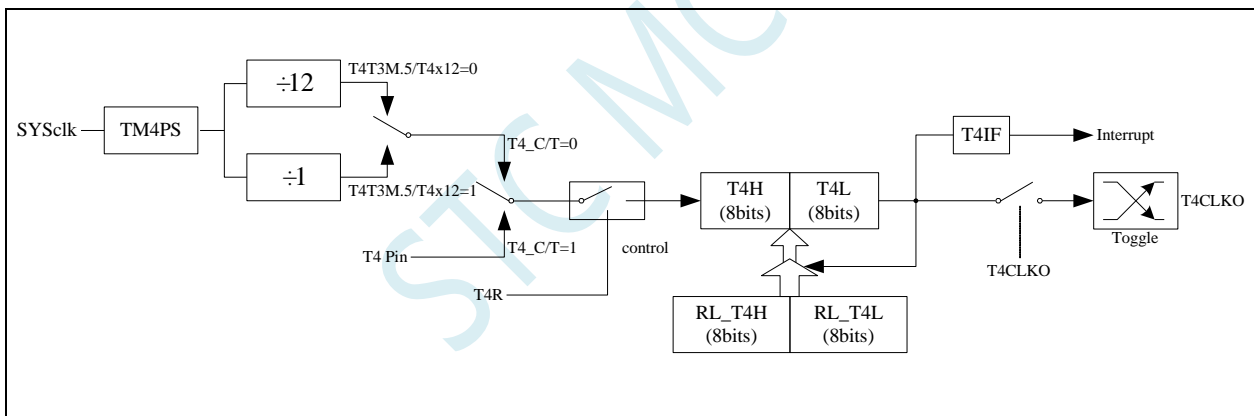 STC MC
SYSclk
TM4PS
÷12
T4T3M.5/T4x12=0
÷1
T4T3M.5/T4x12=1
T4_C/T=0
T4 Pin
T4_C/T=1
T4R
control
T4H
(8bits)
T4L
(8bits)
RL_T4H
(8bits)
RL_T4L
(8bits)
T4IF
Interrupt
T4CLKO
Toggle
T4CLKO